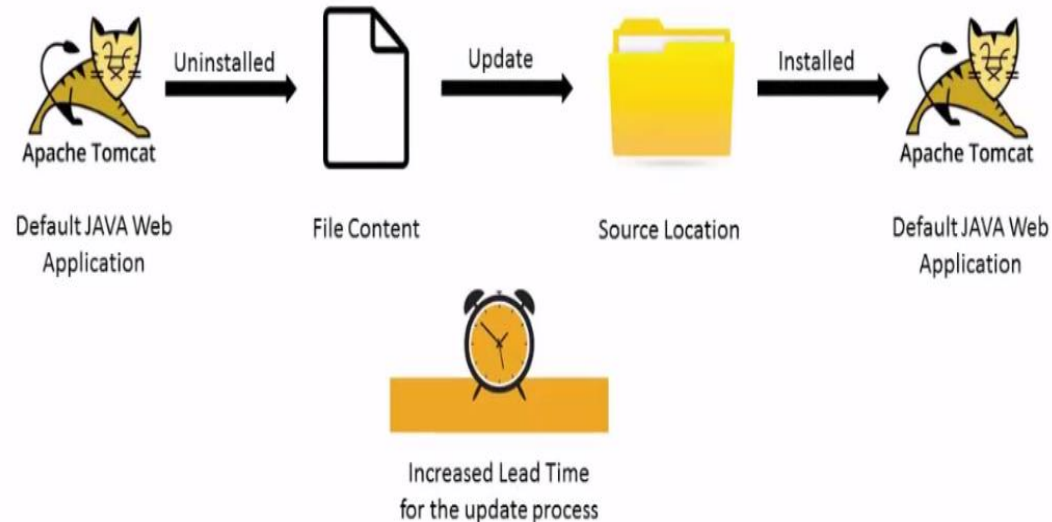 Uninstalled
Update
Installed
Apache Tomcat
Apache Tomcat
Default JAVA Web
Application
File Content
Source Location
Default JAVA Web
Application
Increased Lead Time
for the update process